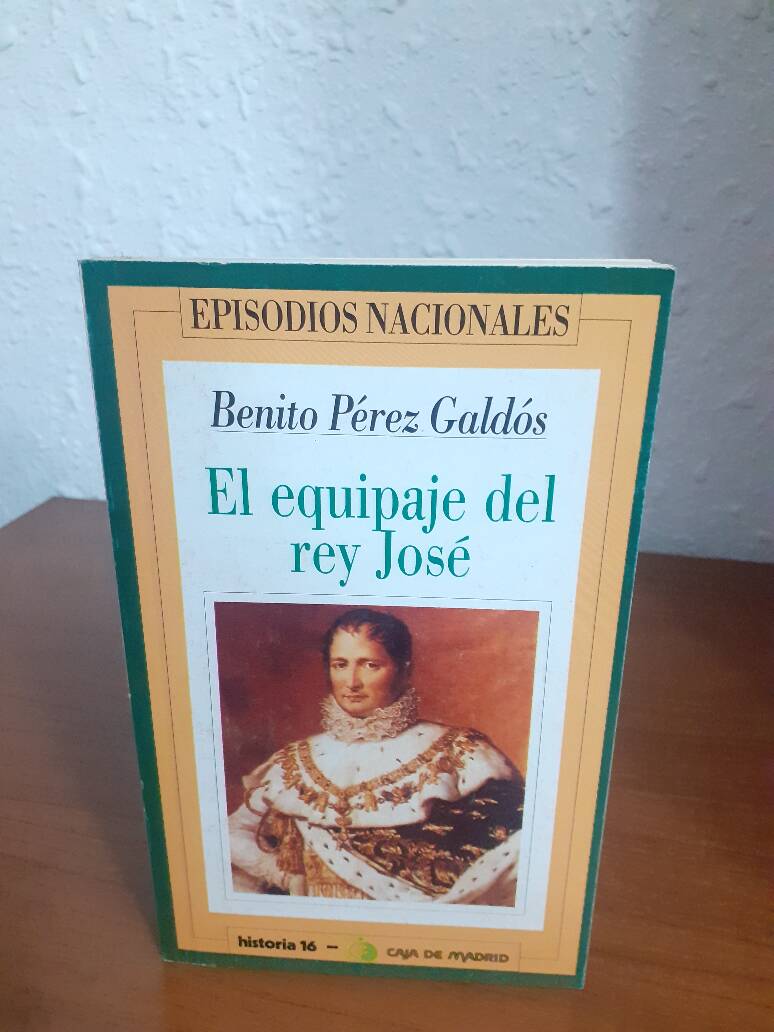 EPISODIOS NACIONALES
Benito Pérez Galdós
El equipaje del
rey José
historia 16 – CAJA DE MADRID